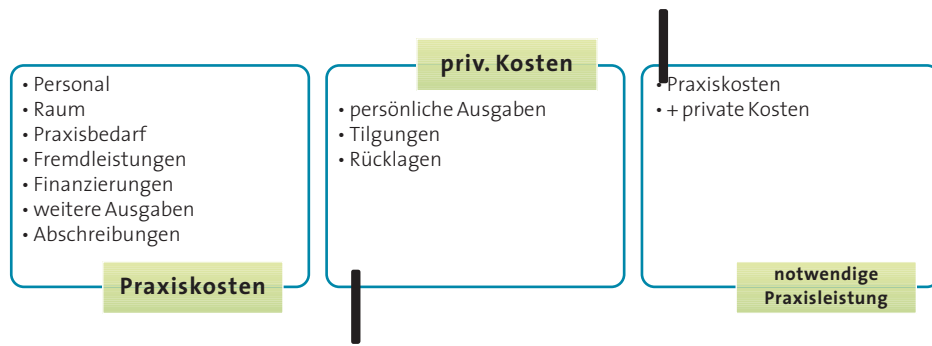 • Personal
• Raum
• Praxisbedarf
• Fremdleistungen
• Finanzierungen
• weitere Ausgaben
• Abschreibungen
Praxiskosten
priv. Kosten
• persönliche Ausgaben
• Tilgungen
• Rücklagen
• Praxiskosten
• + private Kosten
notwendige
Praxisleistung